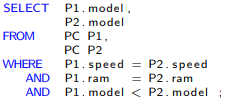 SELECT P1.model,
P2.model
FROM PC P1,
PC P2
WHERE P1.speed = P2.speed
AND P1.ram = P2.ram
AND P1.model < P2.model ;